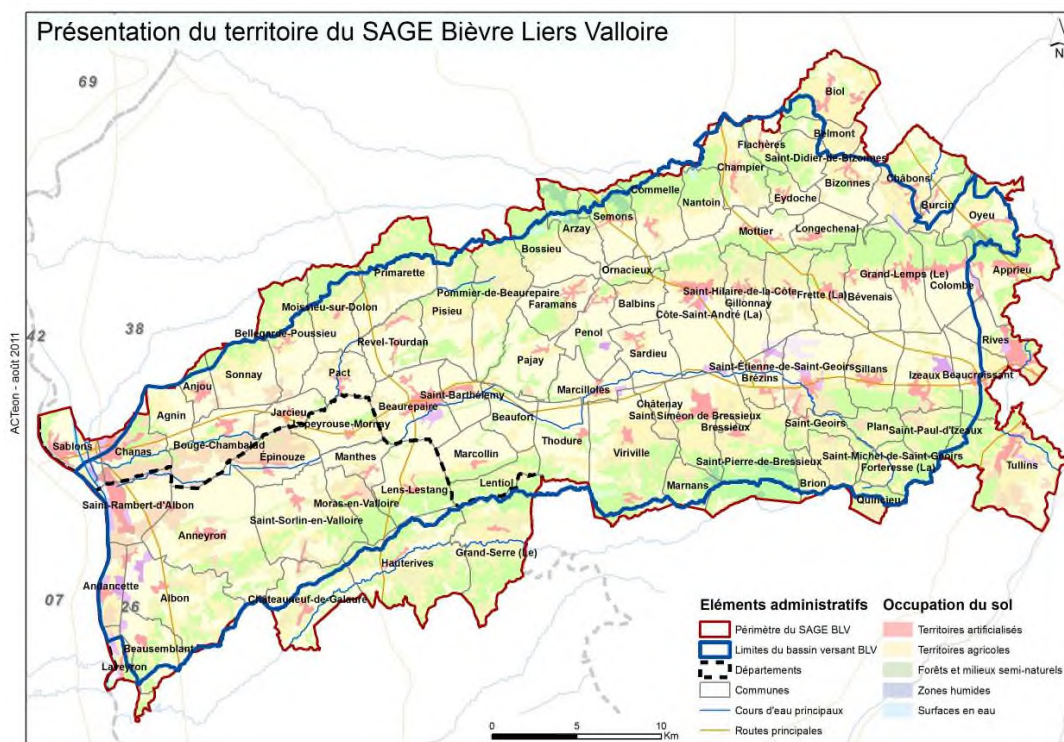 Présentation du territoire du SAGE Bièvre Liers Valloire
N
69
Biol
Belmont
Flachères
Saint-Didier-de-Bizonnes
Champier
Châbons
Bizonnes
Commelle
Eydoche
Burcin
Nantoin
Oyeu
Semons
Arzay
Mottier
Longechenal
Bossieu
Ornacieux
Primarette
Grand-Lemps (Le)
Apprieu
Colombe
Pommier-de-Beaurepaire
Saint-Hilaire-de-la-Côte
Frette (La)
Bévenais
Faramans
Balbins
Gillonnay
Moissieu-sur-Dolon
Pisieu
Côte-Saint-André (La)
Bellegarde-Poussieu
38
42
Penol
Revel-Tourdan
Rives
Sardieu
Pajay
Saint-Étienne-de-Saint-Geoirs
Sillans
Sonnay
Pact
Brézins
Izeaux
Beaucroissant
Anjou
Marcilloles
Saint-Barthélemy
Beaurepaire
Châtenay
Agnin
Jarcieu
Beaufort
Saint Siméon de Bressieux
Lapeyrouse-Mornay
Saint-Geoirs
Plan
Saint-Paul-d'Izeaux
Bressieux
Sablons
Bougé-Chambalud
Thodure
Chanas
Épinouze
Manthes
Marcollin
Viriville
Saint-Michel-de-Saint-Geoirs
Saint-Pierre-de-Bressieux
Forteresse (La)
Tullins
Lentiol
Marnans
Brion
Lens-Lestang
Quincieu
Moras-en-Valloire
Saint-Rambert-d'Albon
Saint-Sorlin-en-Valloire
Anneyron
Grand-Serre (Le)
Hauterives
Andancette
Albon
Châteauneuf-de-Galaure
07
26
Beausemblant
Laveyron
ACTeon - août 2011
Eléments administratifs
Périmètre du SAGE BLV
Limites du bassin versant BLV
Départements
Communes
Cours d'eau principaux
Routes principales
Occupation du sol
Territoires artificialisés
Territoires agricoles
Forêts et milieux semi-naturels
Zones humides
Surfaces en eau
0 5 10
Km